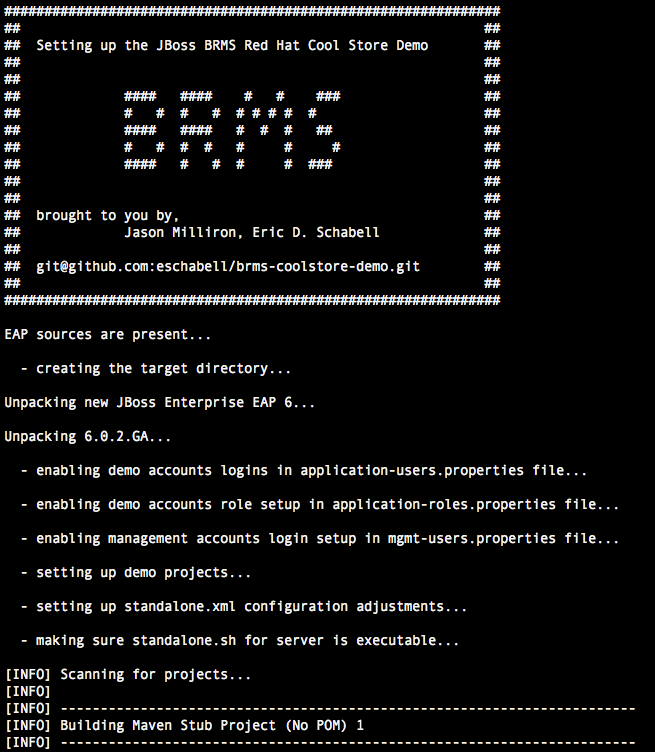 ##############################################################
##                                                          ##
##  Setting up the JBoss BRMS Red Hat Cool Store Demo       ##
##                                                          ##
##                                                          ##
##             ####   ####    #   #    ###                  ##
##             #   #  #   #  # # # #  #                     ##
##             ####   ####   #  #  #   ##                   ##
##             #   #  #  #   #     #     #                  ##
##             ####   #   #  #     #  ###                   ##
##                                                          ##
##                                                          ##
##  brought to you by,                                      ##
##             Jason Milliron, Eric D. Schabell             ##
##                                                          ##
##  git@github.com:eschabell/brms-coolstore-demo.git        ##
##                                                          ##
##############################################################
EAP sources are present...
  - creating the target directory...
Unpacking new JBoss Enterprise EAP 6...
Unpacking 6.0.2.GA...
  - enabling demo accounts logins in application-users.properties file...
  - enabling demo accounts role setup in application-roles.properties file...
  - enabling management accounts login setup in mgmt-users.properties file...
  - setting up demo projects...
  - setting up standalone.xml configuration adjustments...
  - making sure standalone.sh for server is executable...
[INFO] Scanning for projects...
[INFO]
[INFO] ------------------------------------------------------------------------
[INFO] Building Maven Stub Project (No POM) 1
[INFO] ------------------------------------------------------------------------